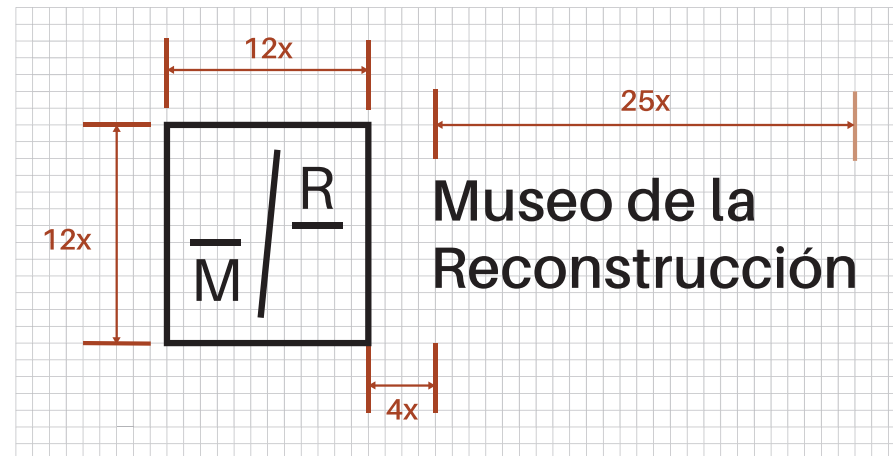 12x
25x
12x
R
M
Museo de la
Reconstrucción
4x